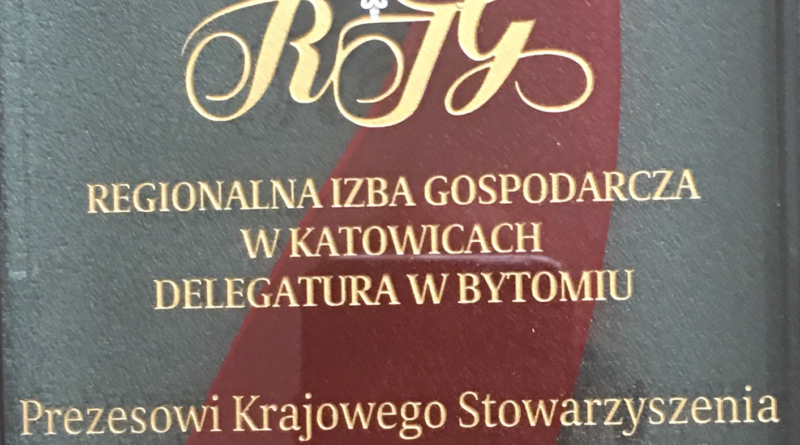 RIG
REGIONALNA IZBA GOSPODARCZA
W KATOWICACH
DELEGATURA W BYTOMIU
Prezesowi Krajowego Stowarzyszenia